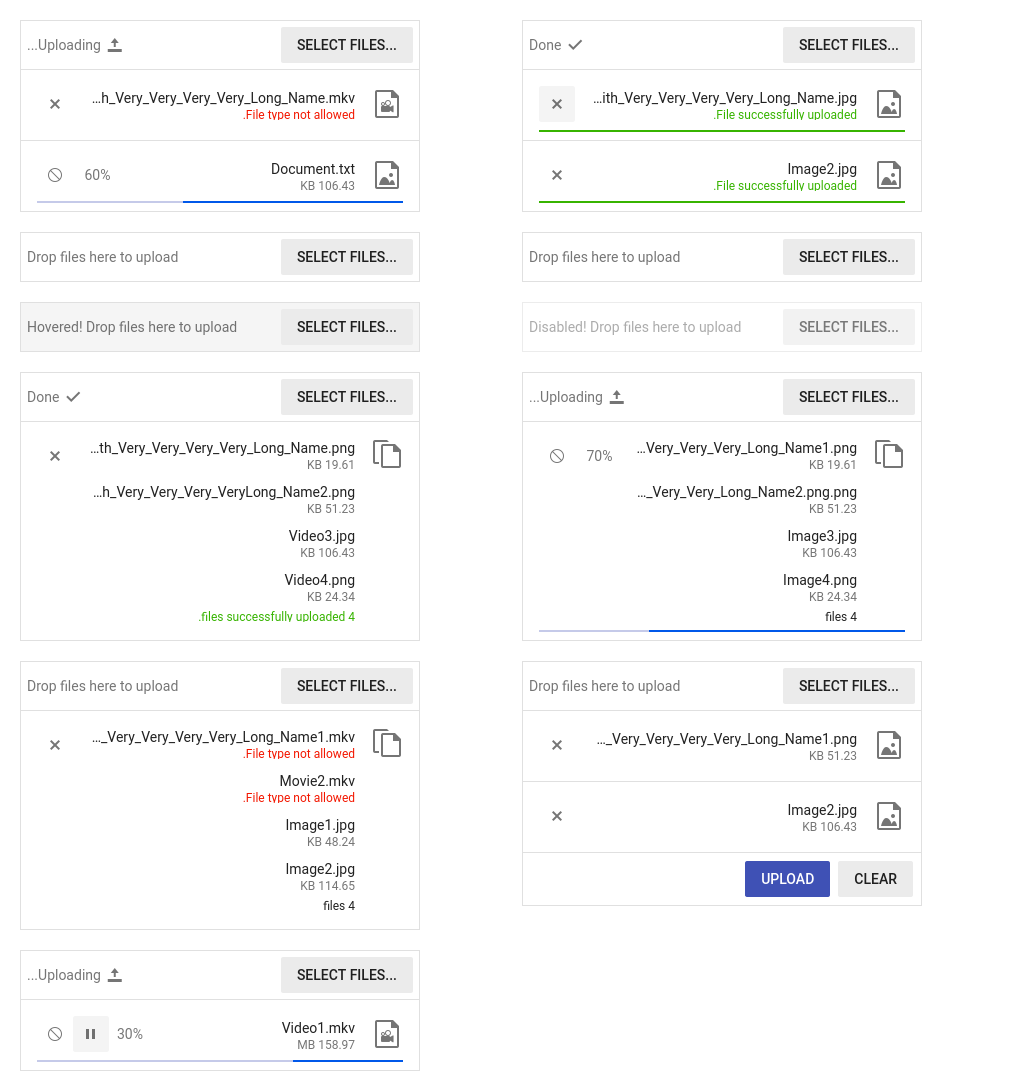 ...Uploading
SELECT FILES...
...h_Very_Very_Very_Very_Long_Name.mkv
.File type not allowed
60%
Document.txt
KB 106.43
Done
SELECT FILES...
...ith_Very_Very_Very_Very_Long_Name.jpg
.File successfully uploaded
Image2.jpg
.File successfully uploaded
Drop files here to upload
SELECT FILES...
Drop files here to upload
SELECT FILES...
Hovered! Drop files here to upload
SELECT FILES...
Disabled! Drop files here to upload
SELECT FILES...
Done
SELECT FILES...
...th_Very_Very_Very_Very_Long_Name.png
KB 19.61
...h_Very_Very_Very_VeryLong_Name2.png
KB 51.23
Video3.jpg
KB 106.43
Video4.png
KB 24.34
.files successfully uploaded 4
...Uploading
SELECT FILES...
70%
...Very_Very_Very_Long_Name1.png
KB 19.61
..._Very_Very_Long_Name2.png.png
KB 51.23
Image3.jpg
KB 106.43
Image4.png
KB 24.34
files 4
Drop files here to upload
SELECT FILES...
..._Very_Very_Very_Very_Long_Name1.mkv
.File type not allowed
Movie2.mkv
.File type not allowed
Image1.jpg
KB 48.24
Image2.jpg
KB 114.65
files 4
Drop files here to upload
SELECT FILES...
..._Very_Very_Very_Very_Long_Name1.png
KB 51.23
Image2.jpg
KB 106.43
UPLOAD
CLEAR
...Uploading
SELECT FILES...
30%
Video1.mkv
MB 158.97